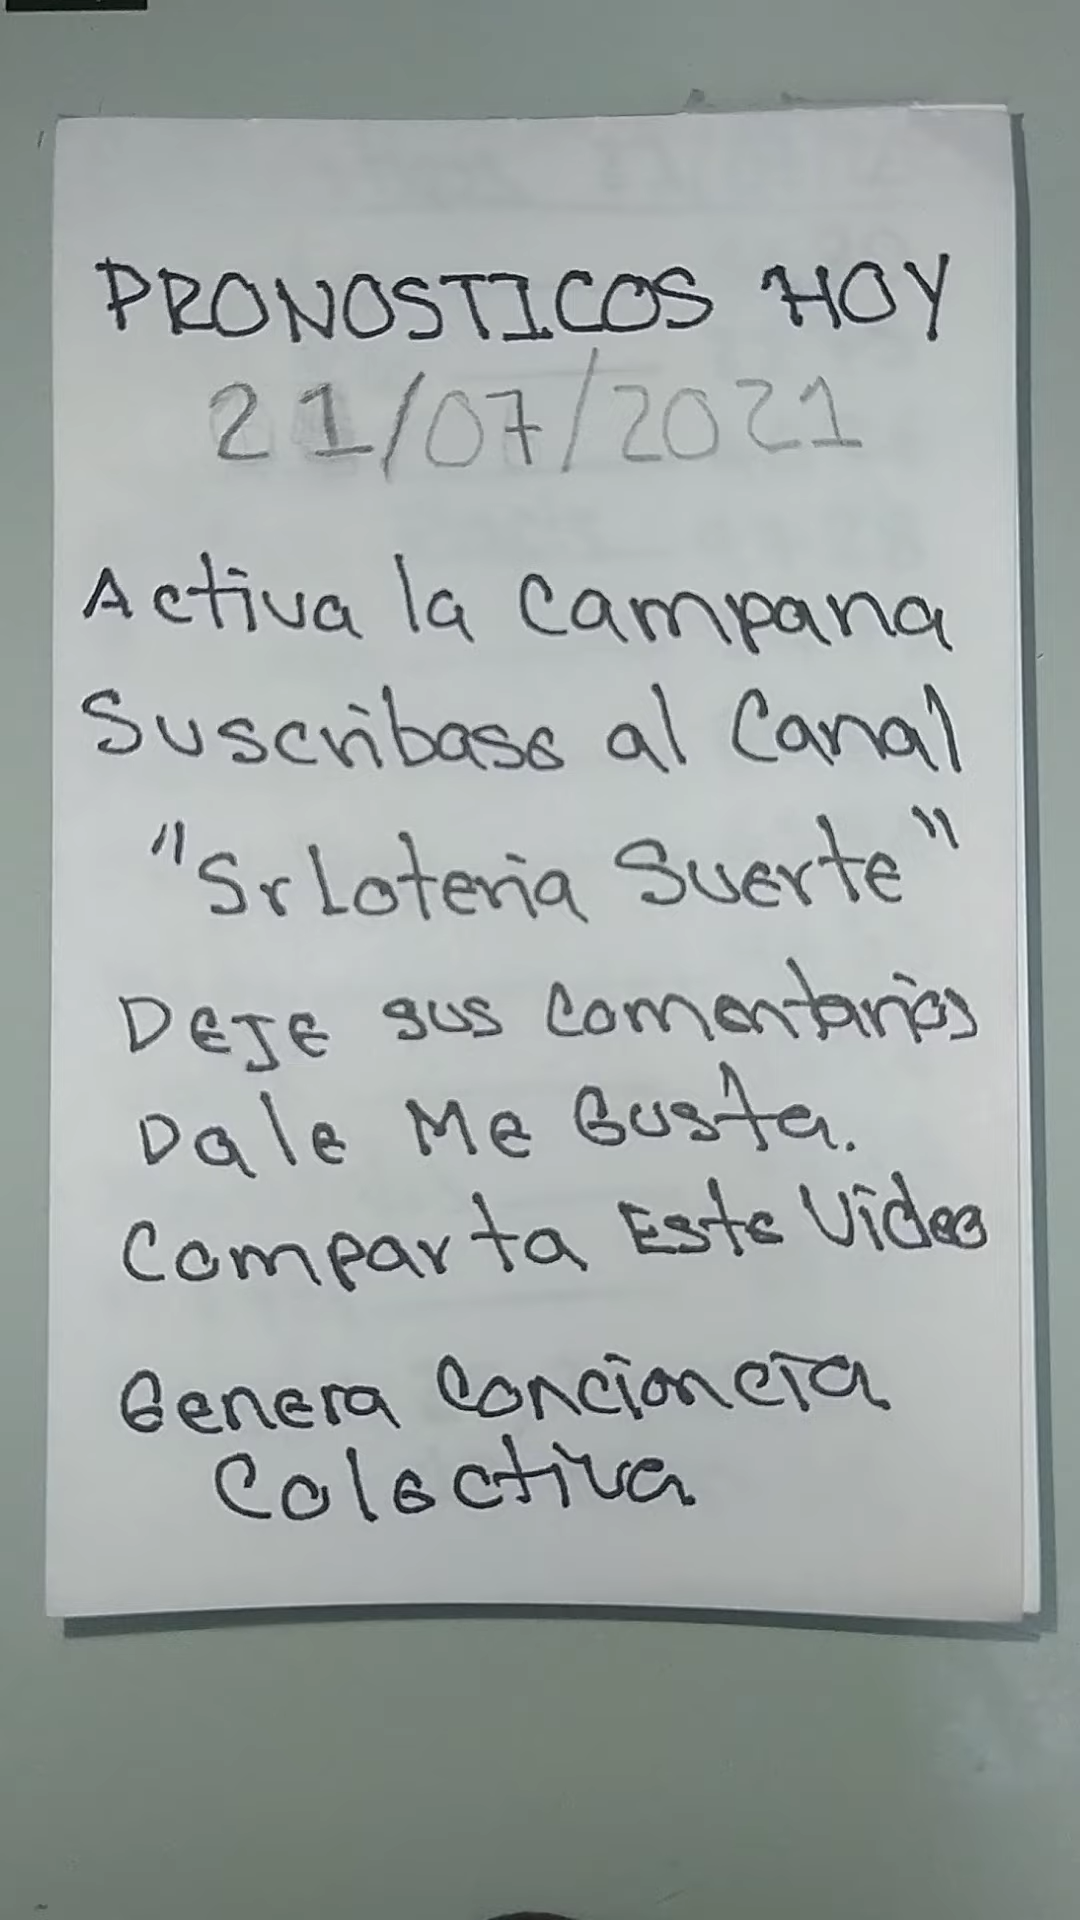 PRONOSTICOS HOY
21/07/2021
Activa la Campana
Suscribase al Canal
"SrLoteria Suerte"
DEJE sus Comentarios
Dale Me Gusta.
Comparta Este Video
Genera Conciencia
Colectiva